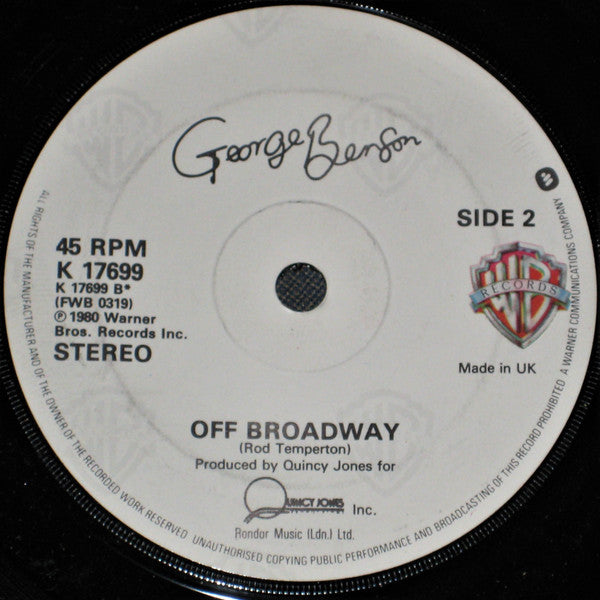 George Benson
SIDE 2
45 RPM
K 17699
K 17699 B*
(FWB 0319)
℗ 1980 Warner
Bros. Records Inc.
STEREO
WB
RECORDS
Made in UK
OFF BROADWAY
(Rod Temperton)
Produced by Quincy Jones for
QUINCY JONES
Inc.
Rondor Music (Ldn.) Ltd.
ALL RIGHTS OF THE MANUFACTURER AND OF THE OWNER OF THE RECORDED WORK RESERVED. UNAUTHORISED COPYING PUBLIC PERFORMANCE AND BROADCASTING OF THIS RECORD PROHIBITED. A WARNER COMMUNICATIONS COMPANY